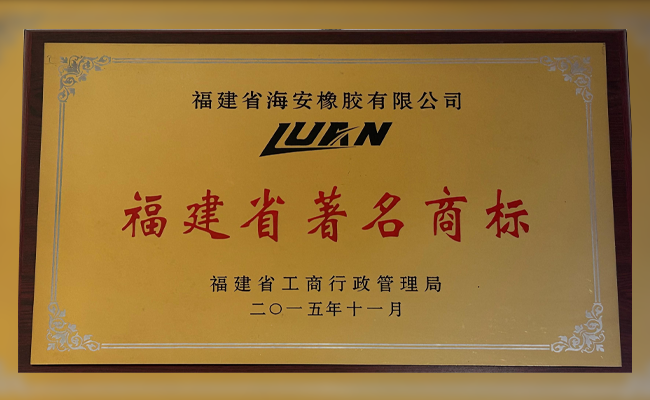 福建省海安橡胶有限公司
LUAN
福建省著名商标
福建省工商行政管理局
二〇一五年十一月